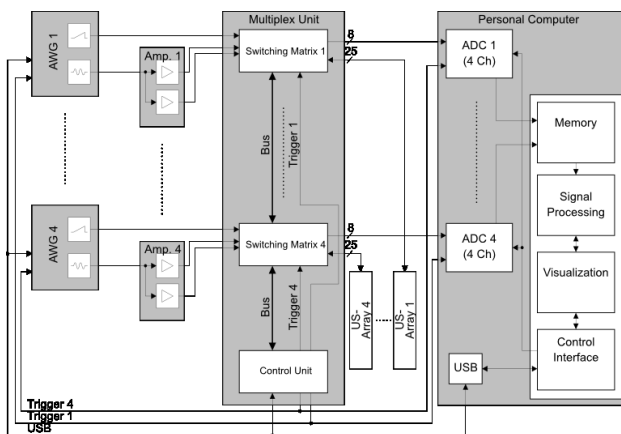 Multiplex Unit
Personal Computer
AWG 1
Amp. 1
Switching Matrix 1
8
25
ADC 1
(4 Ch)
Memory
Bus
Trigger 1
Signal
Processing
AWG 4
Amp. 4
Switching Matrix 4
8
25
ADC 4
(4 Ch)
Visualization
Bus
Trigger 4
US-
Array 4
US-
Array 1
Control Unit
USB
Control
Interface
Trigger 4
Trigger 1
USB